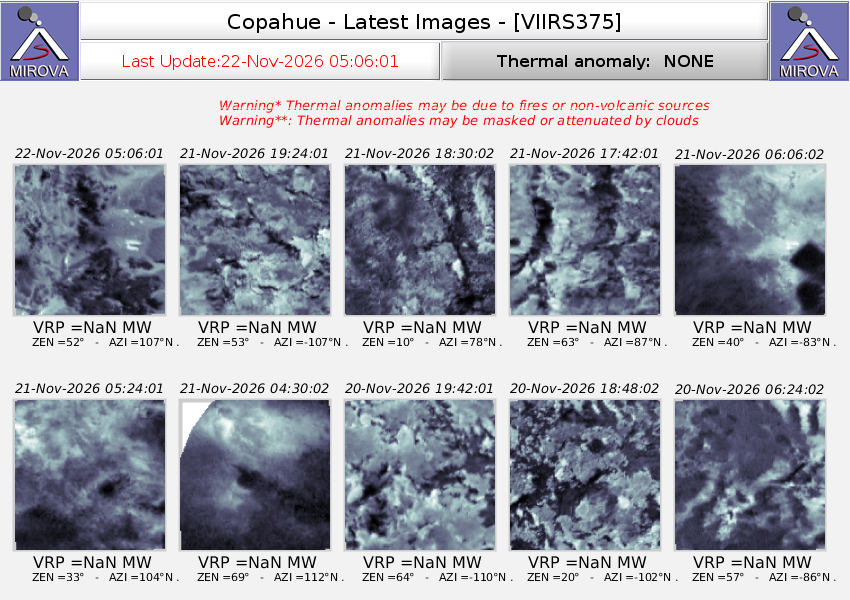 Copahue - Latest Images - [VIIRS375]
MIROVA
Last Update:22-Nov-2026 05:06:01
Thermal anomaly: NONE
MIROVA
Warning* Thermal anomalies may be due to fires or non-volcanic sources
Warning**: Thermal anomalies may be masked or attenuated by clouds
22-Nov-2026 05:06:01 21-Nov-2026 19:24:01 21-Nov-2026 18:30:02 21-Nov-2026 17:42:01 21-Nov-2026 06:06:02
VRP =NaN MW VRP =NaN MW VRP =NaN MW VRP =NaN MW VRP =NaN MW
ZEN =52° - AZI =107°N . ZEN =53° - AZI =-107°N . ZEN =10° - AZI =78°N . ZEN =63° - AZI =87°N . ZEN =40° - AZI =-83°N .
21-Nov-2026 05:24:01 21-Nov-2026 04:30:02 20-Nov-2026 19:42:01 20-Nov-2026 18:48:02 20-Nov-2026 06:24:02
VRP =NaN MW VRP =NaN MW VRP =NaN MW VRP =NaN MW VRP =NaN MW
ZEN =33° - AZI =104°N . ZEN =69° - AZI =112°N . ZEN =64° - AZI =-110°N . ZEN =20° - AZI =-102°N . ZEN =57° - AZI =-86°N .